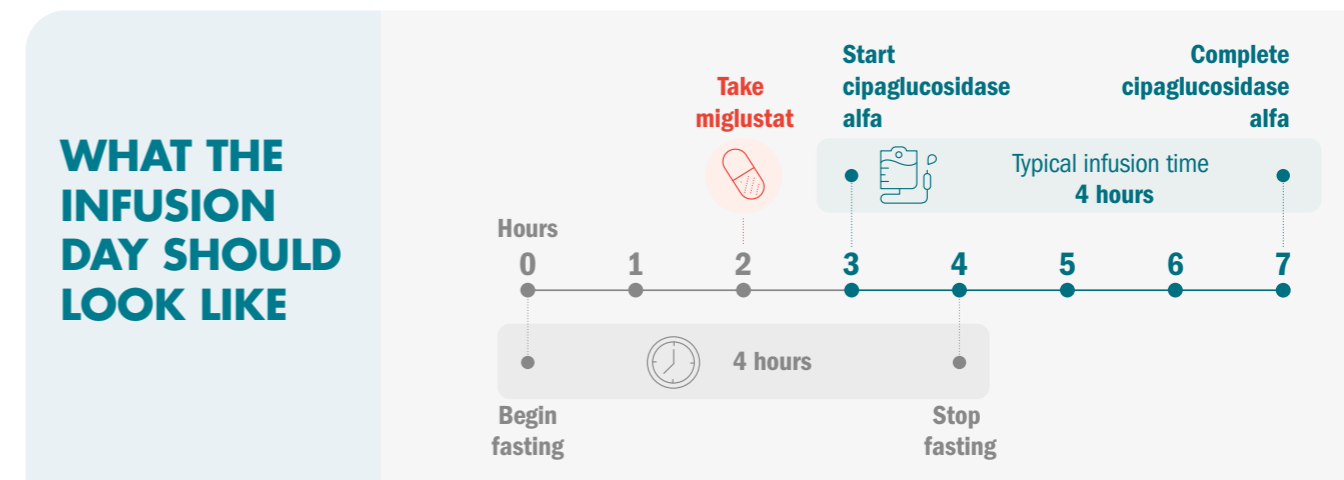 WHAT THE
INFUSION
DAY SHOULD
LOOK LIKE
Take
miglustat
Start
cipaglucosidase
alfa
Complete
cipaglucosidase
alfa
Typical infusion time
4 hours
Hours
0 1 2 3 4 5 6 7
4 hours
Begin
fasting
Stop
fasting